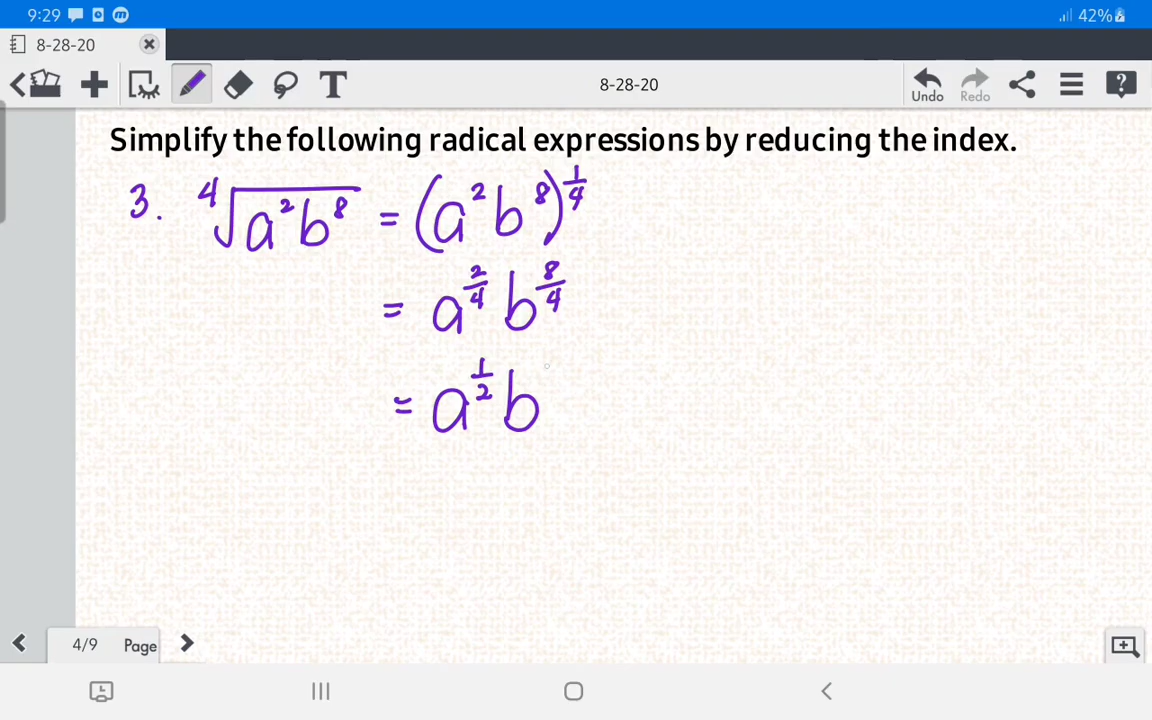 9:29 42%
8-28-20
8-28-20 Undo Redo
Simplify the following radical expressions by reducing the index.
3. ⁴√(a²b⁸) = (a²b⁸)^(1/4)
= a^(2/4) b^(8/4)
= a^(1/2) b
4/9 Page